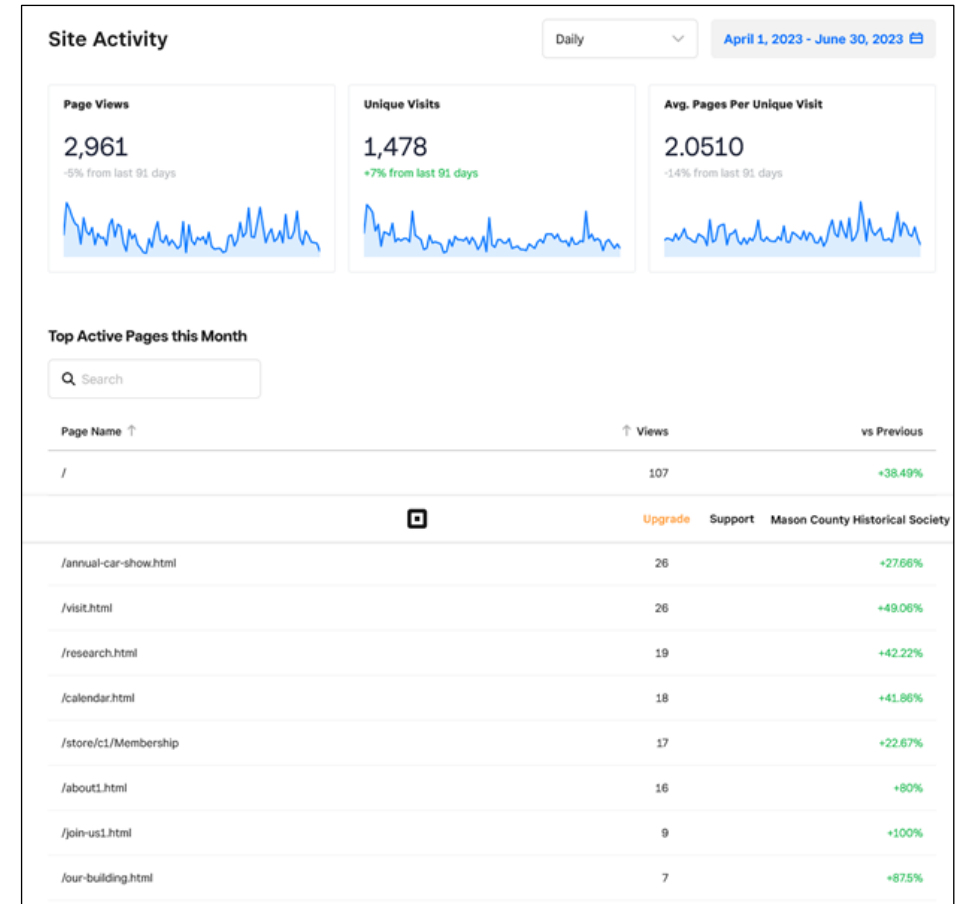 Site Activity
Daily
April 1, 2023 - June 30, 2023
Page Views
2,961
-5% from last 91 days
Unique Visits
1,478
+7% from last 91 days
Avg. Pages Per Unique Visit
2.0510
-14% from last 91 days
Top Active Pages this Month
Search
Page Name ↑ ↑ Views vs Previous
/ 107 +38.49%
Upgrade Support Mason County Historical Society
/annual-car-show.html 26 +27.66%
/visit.html 26 +49.06%
/research.html 19 +42.22%
/calendar.html 18 +41.86%
/store/c1/Membership 17 +22.67%
/about1.html 16 +80%
/join-us1.html 9 +100%
/our-building.html 7 +87.5%